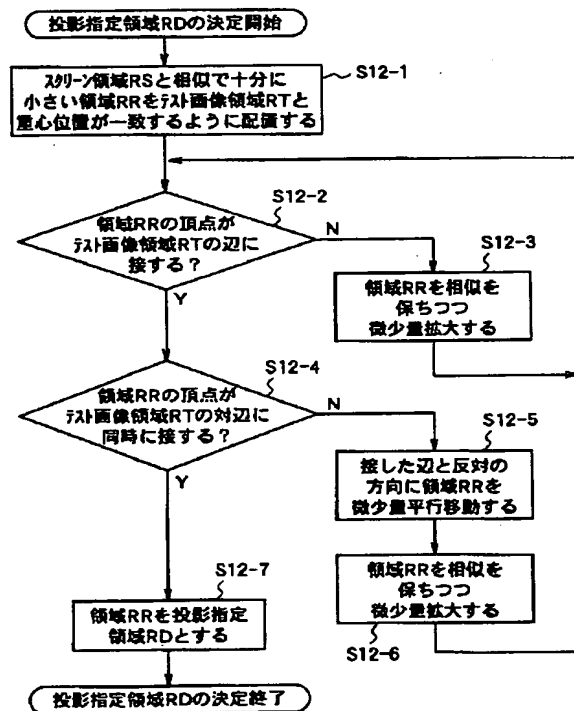 投影指定領域RDの決定開始
S12-1
スクリーン領域RSと相似で十分に
小さい領域RRをテスト画像領域RTと
重心位置が一致するように配置する
S12-2
領域RRの頂点が
テスト画像領域RTの辺に
接する?
N
Y
S12-3
領域RRを相似を
保ちつつ
微少量拡大する
S12-4
領域RRの頂点が
テスト画像領域RTの対辺に
同時に接する?
N
Y
S12-5
接した辺と反対の
方向に領域RRを
微少量平行移動する
領域RRを相似を
保ちつつ
微少量拡大する
S12-6
S12-7
領域RRを投影指定
領域RDとする
投影指定領域RDの決定終了